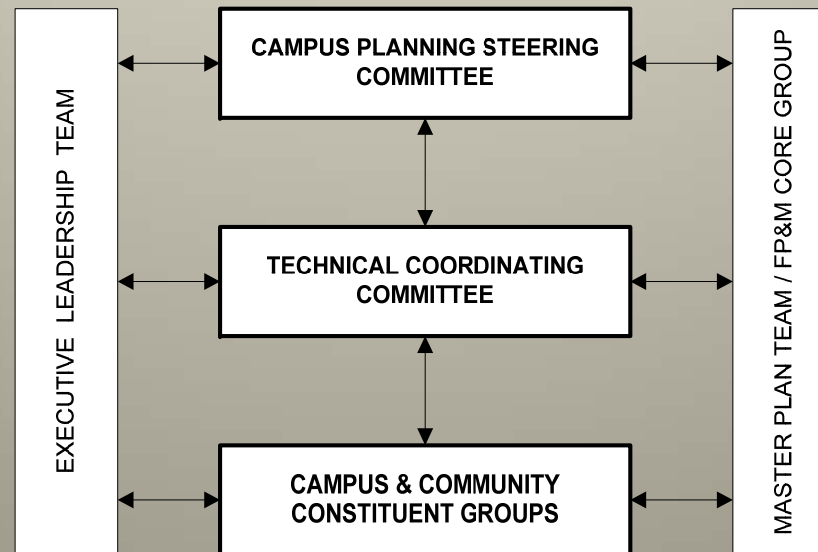 EXECUTIVE LEADERSHIP TEAM
CAMPUS PLANNING STEERING
COMMITTEE
TECHNICAL COORDINATING
COMMITTEE
CAMPUS & COMMUNITY
CONSTITUENT GROUPS
MASTER PLAN TEAM / FP&M CORE GROUP